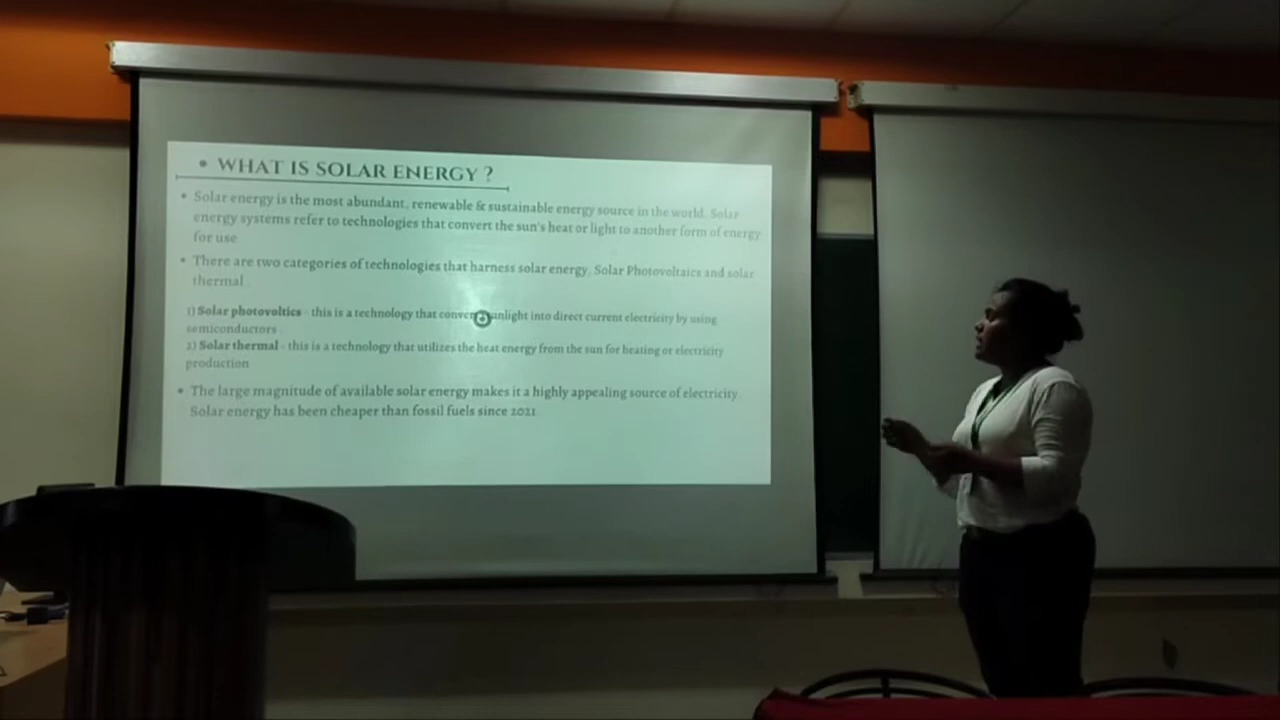 • WHAT IS SOLAR ENERGY ?
• Solar energy is the most abundant, renewable & sustainable energy source in the world. Solar
energy systems refer to technologies that convert the sun's heat or light to another form of energy
for use
• There are two categories of technologies that harness solar energy, Solar Photovoltaics and solar
thermal .
1) Solar photovoltics - this is a technology that sunlight into direct current electricity by using
semiconductors .
2) Solar thermal - this is a technology that utilizes the heat energy from the sun for heating or electricity
production
• The large magnitude of available solar energy makes it a highly appealing source of electricity.
Solar energy has been cheaper than fossil fuels since 2021